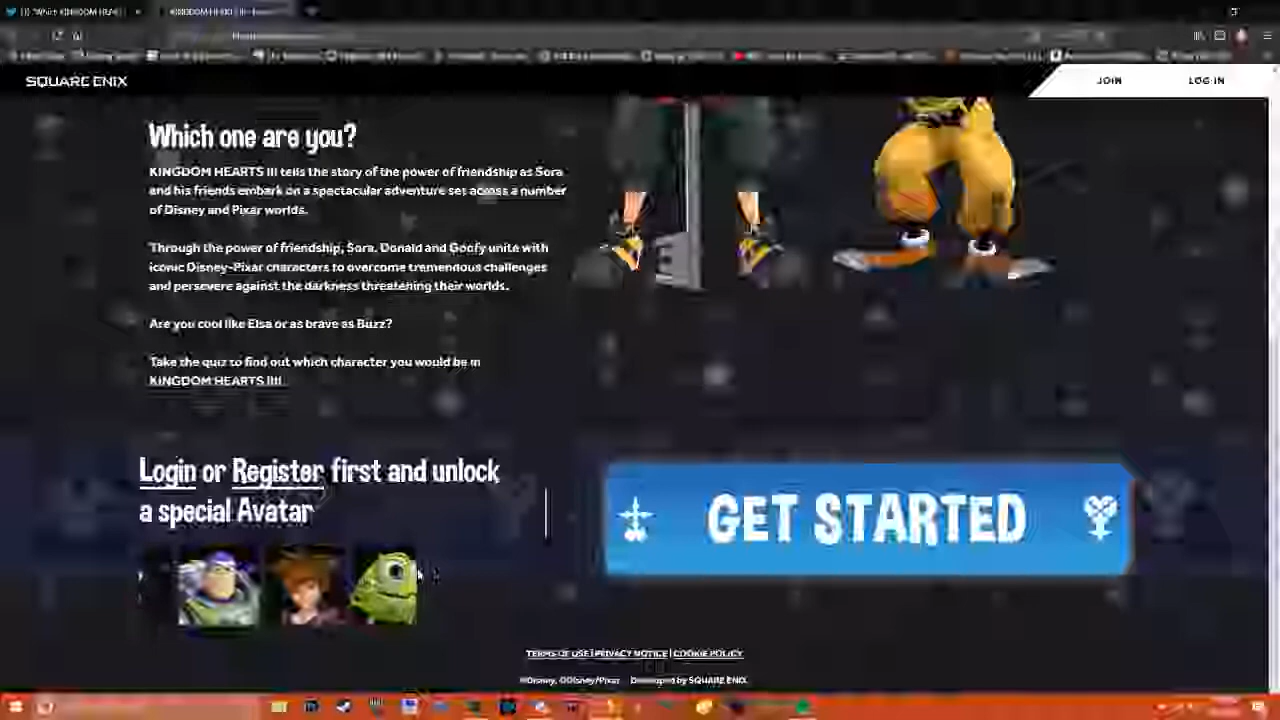 SQUARE ENIX
JOIN
LOG IN
Which one are you?
KINGDOM HEARTS III tells the story of the power of friendship as Sora
and his friends embark on a spectacular adventure set across a number
of Disney and Pixar worlds.
Through the power of friendship, Sora, Donald and Goofy unite with
iconic Disney-Pixar characters to overcome tremendous challenges
and persevere against the darkness threatening their worlds.
Are you cool like Elsa or as brave as Buzz?
Take the quiz to find out which character you would be in
KINGDOM HEARTS III!
Login or Register first and unlock
a special Avatar
GET STARTED
TERMS OF USE | PRIVACY NOTICE | COOKIE POLICY
©Disney, ©Disney/Pixar Developed by SQUARE ENIX